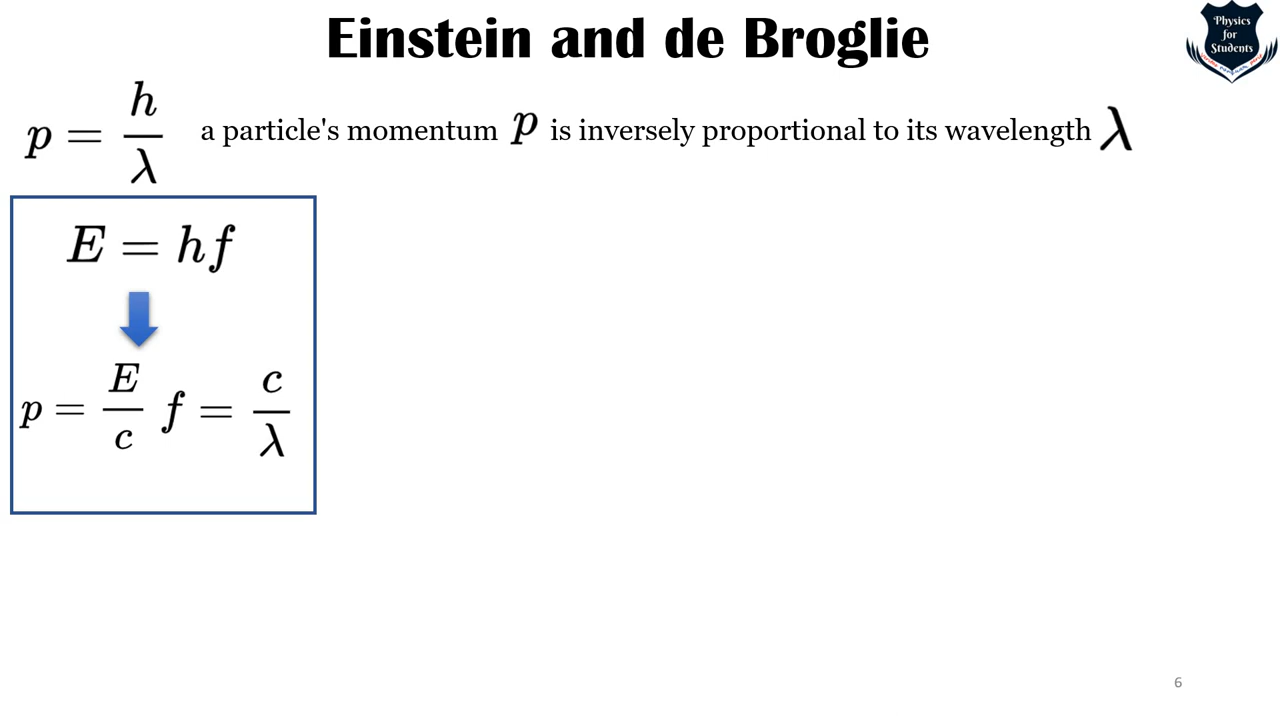 Einstein and de Broglie
Physics
for
Students
p = h/λ a particle's momentum p is inversely proportional to its wavelength λ
E = hf
p = E/c f = c/λ
6